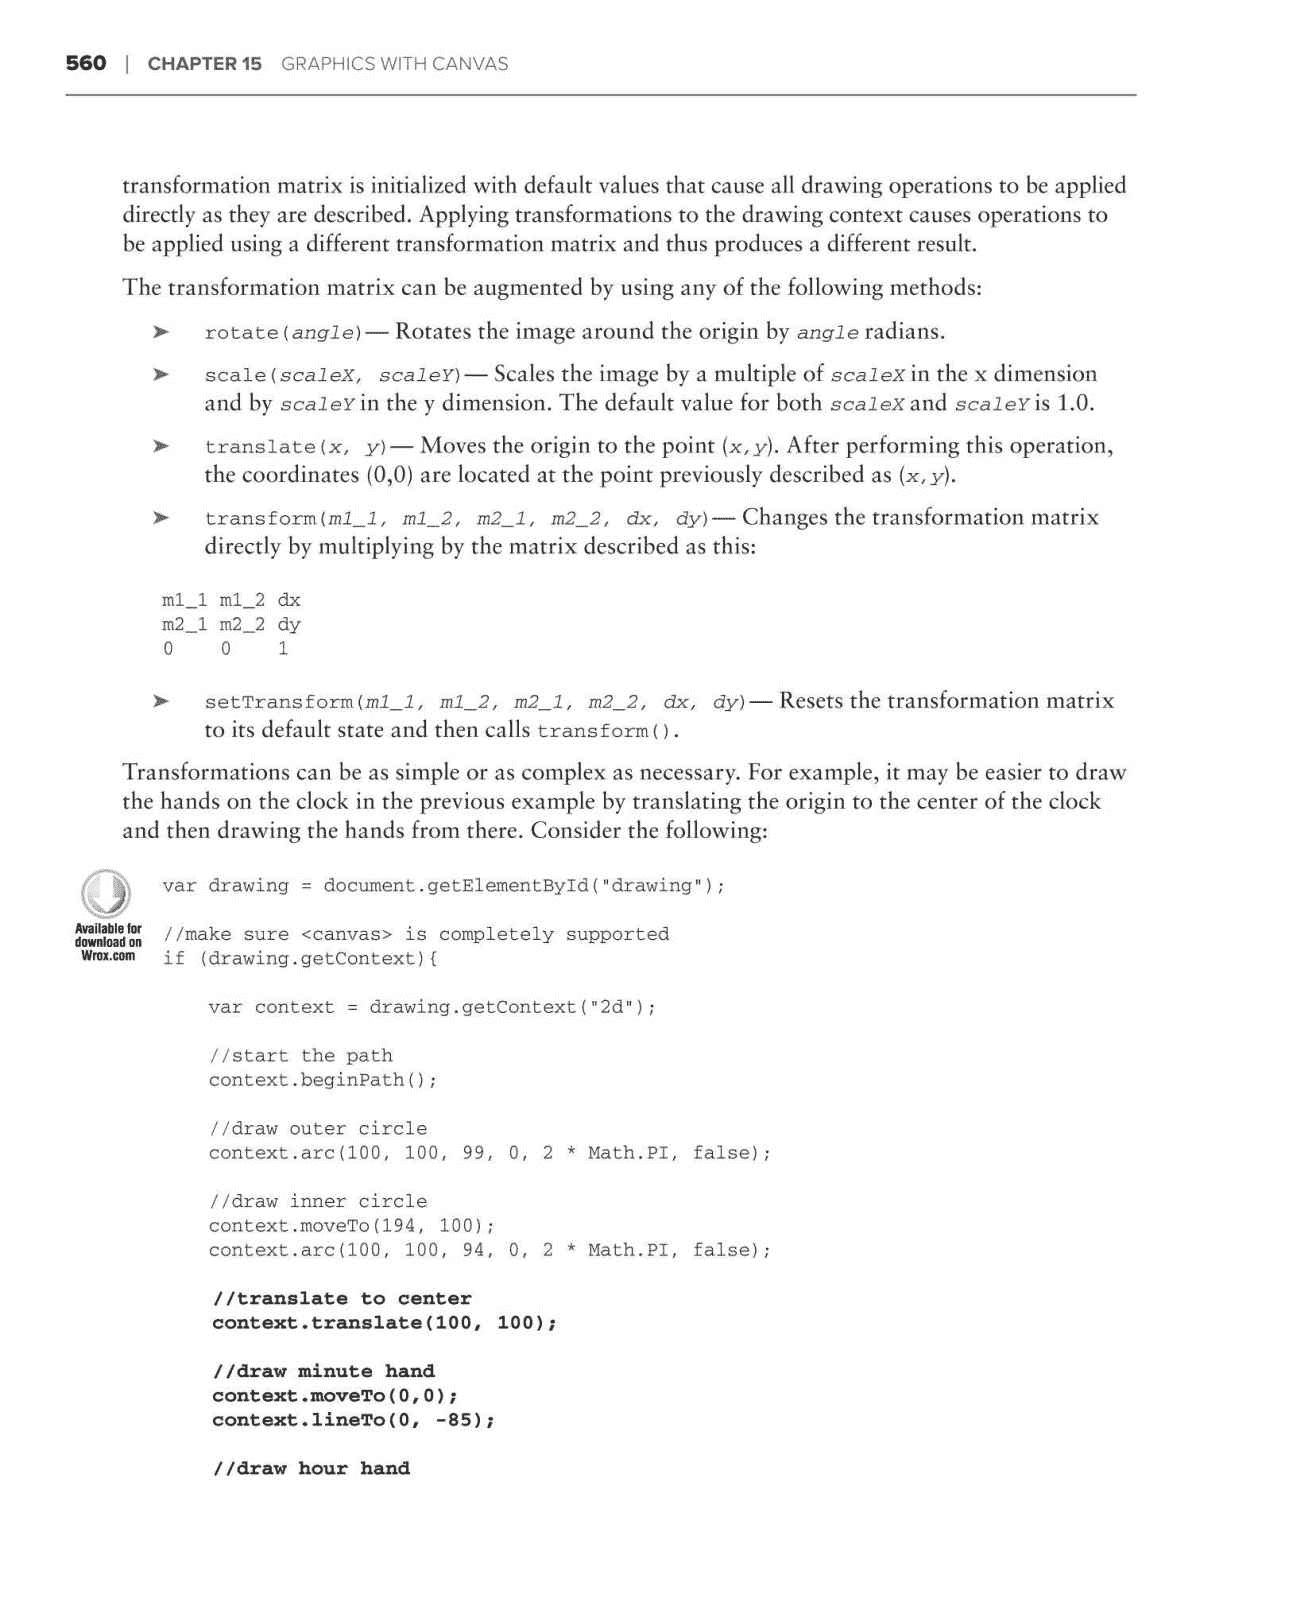 560 | CHAPTER 15 GRAPHICS WITH CANVAS
transformation matrix is initialized with default values that cause all drawing operations to be applied
directly as they are described. Applying transformations to the drawing context causes operations to
be applied using a different transformation matrix and thus produces a different result.
The transformation matrix can be augmented by using any of the following methods:
➤ rotate(angle)— Rotates the image around the origin by angle radians.
➤ scale(scaleX, scaleY)— Scales the image by a multiple of scaleX in the x dimension
and by scaleY in the y dimension. The default value for both scaleX and scaleY is 1.0.
➤ translate(x, y)— Moves the origin to the point (x,y). After performing this operation,
the coordinates (0,0) are located at the point previously described as (x,y).
➤ transform(m1_1, m1_2, m2_1, m2_2, dx, dy)— Changes the transformation matrix
directly by multiplying by the matrix described as this:
m1_1 m1_2 dx
m2_1 m2_2 dy
0 0 1
➤ setTransform(m1_1, m1_2, m2_1, m2_2, dx, dy)— Resets the transformation matrix
to its default state and then calls transform().
Transformations can be as simple or as complex as necessary. For example, it may be easier to draw
the hands on the clock in the previous example by translating the origin to the center of the clock
and then drawing the hands from there. Consider the following:
var drawing = document.getElementById("drawing");
Available for
download on
Wrox.com
//make sure <canvas> is completely supported
if (drawing.getContext){
var context = drawing.getContext("2d");
//start the path
context.beginPath();
//draw outer circle
context.arc(100, 100, 99, 0, 2 * Math.PI, false);
//draw inner circle
context.moveTo(194, 100);
context.arc(100, 100, 94, 0, 2 * Math.PI, false);
//translate to center
context.translate(100, 100);
//draw minute hand
context.moveTo(0,0);
context.lineTo(0, -85);
//draw hour hand